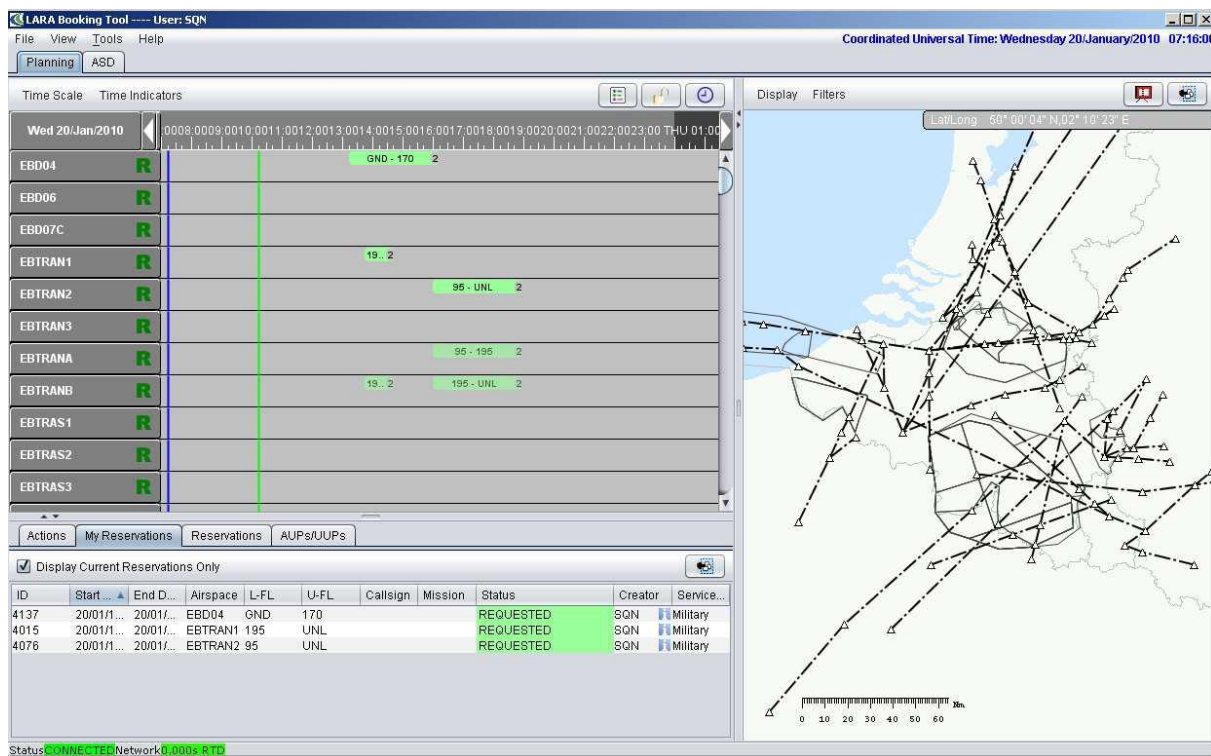 LARA Booking Tool ---- User: SQN
File View Tools Help
Coordinated Universal Time: Wednesday 20/January/2010 07:16:00
Planning ASD
Time Scale Time Indicators
Display Filters
Wed 20/Jan/2010
:0008:0009:0010:0011:0012:0013:0014:0015:0016:0017:0018:0019:0020:0021:0022:0023:00 THU 01:00
Lat/Long 50° 00' 04" N,02° 10' 23" E
EBD04 R GND - 170 2
EBD06 R
EBD07C R
EBTRAN1 R 19.. 2
EBTRAN2 R 95 - UNL 2
EBTRAN3 R
EBTRANA R 95 - 195 2
EBTRANB R 19.. 2 195 - UNL 2
EBTRAS1 R
EBTRAS2 R
EBTRAS3 R
Actions My Reservations Reservations AUPs/UUPs
Display Current Reservations Only
ID Start ... End D... Airspace L-FL U-FL Callsign Mission Status Creator Service...
4137 20/01/1... 20/01/... EBD04 GND 170 REQUESTED SQN Military
4015 20/01/1... 20/01/... EBTRAN1 195 UNL REQUESTED SQN Military
4076 20/01/1... 20/01/... EBTRAN2 95 UNL REQUESTED SQN Military
Nm
0 10 20 30 40 50 60
Status CONNECTED Network 0.000s RTD